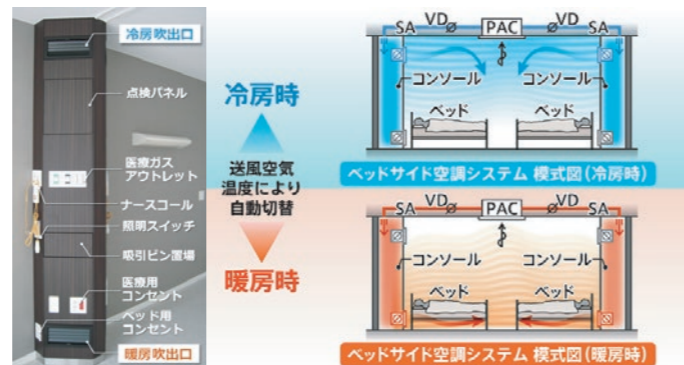 冷房吹出口
点検パネル
医療ガス
アウトレット
ナースコール
照明スイッチ
吸引ビン置場
医療用
コンセント
ベッド用
コンセント
暖房吹出口
冷房時
送風空気
温度により
自動切替
暖房時
SA VD PAC VD SA
コンソール コンソール
ベッド ベッド
ベッドサイド空調システム 模式図(冷房時)
SA VD PAC VD SA
コンソール コンソール
ベッド ベッド
ベッドサイド空調システム 模式図(暖房時)